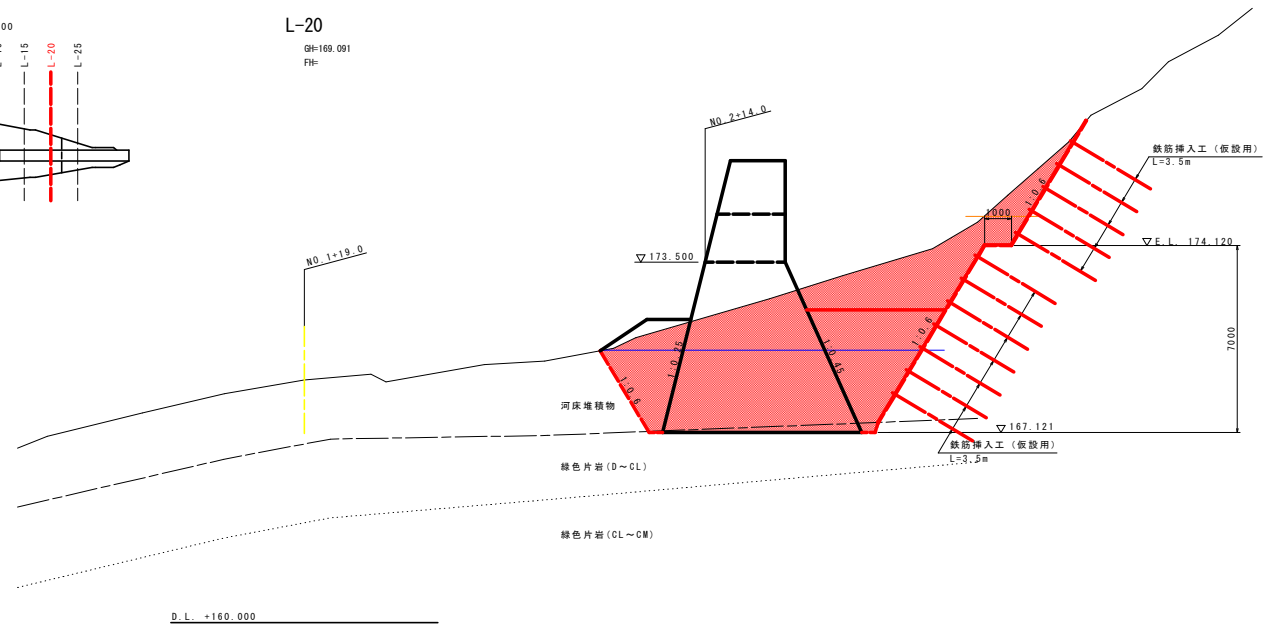 00
L-15
L-20
L-25
L-20
GH=169.091
FH=
NO.1+19.0
NO.2+14.0
173.500
鉄筋挿入工（仮設用）
L=3.5m
1:0.6
1000
E.L. 174.120
7000
1:0.6
1:0.25
1:0.45
1:0.6
河床堆積物
167.121
鉄筋挿入工（仮設用）
L=3.5m
緑色片岩(D～CL)
緑色片岩(CL～CM)
D.L. +160.000